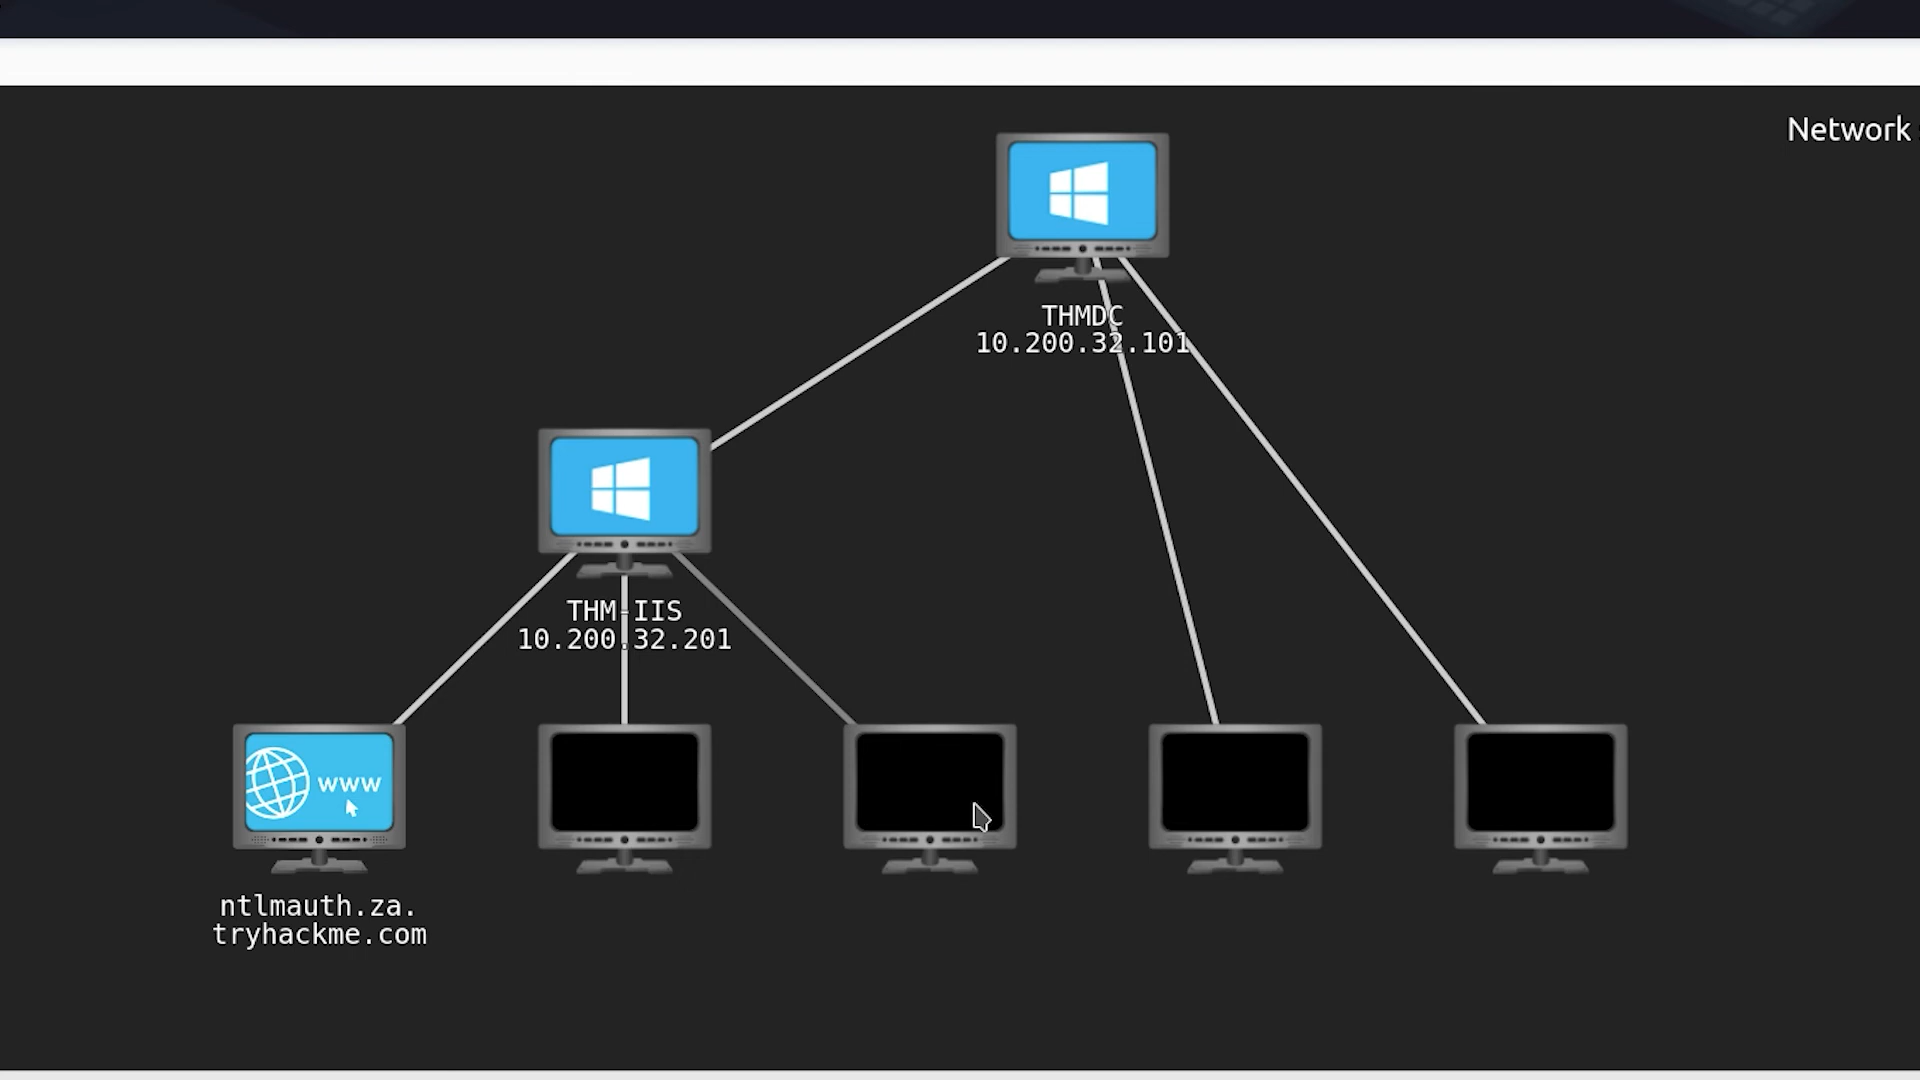 Network
THMDC
10.200.32.101
THM-IIS
10.200.32.201
www
ntlmauth.za.
tryhackme.com